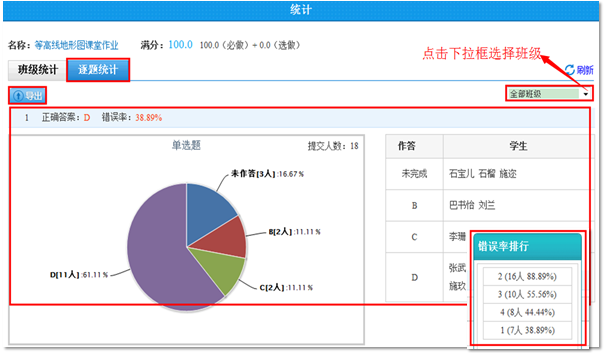 统计
名称：等高线地形图课堂作业 满分：100.0 100.0（必做）+ 0.0（选做）
点击下拉框选择班级
班级统计 逐题统计 刷新
导出 全部班级
1 正确答案：D 错误率：38.89%
单选题 提交人数：18
未作答[3人]:16.67%
B[2人]:11.11%
C[2人]:11.11%
D[11人]:61.11%
作答 学生
未完成 石宝儿 石榴 施迩
B 巴书怡 刘兰
C 李珊
D 张武
施玖
错误率排行
2 (16人 88.89%)
3 (10人 55.56%)
4 (8人 44.44%)
1 (7人 38.89%)